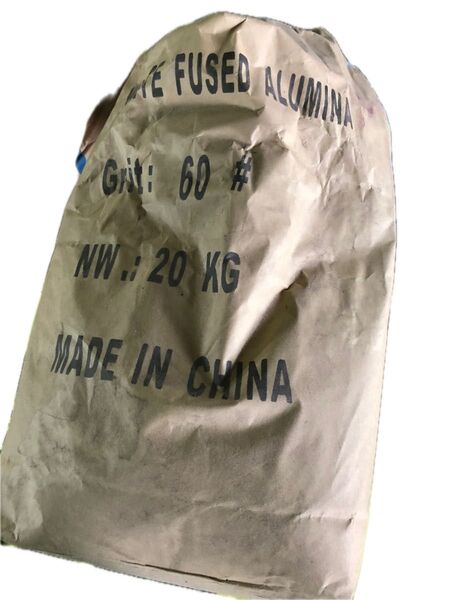 FUSED ALUMINA
Grit: 60 #
NW.: 20 KG
MADE IN CHINA